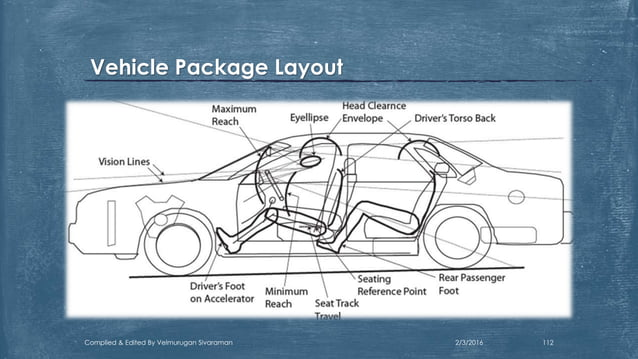 Vehicle Package Layout
Maximum
Reach
Eyellipse
Head Clearnce
Envelope
Driver's Torso Back
Vision Lines
Driver's Foot
on Accelerator
Minimum
Reach
Seat Track
Travel
Seating
Reference Point
Rear Passenger
Foot
Complied & Edited By Velmurugan Sivaraman
2/3/2016
112